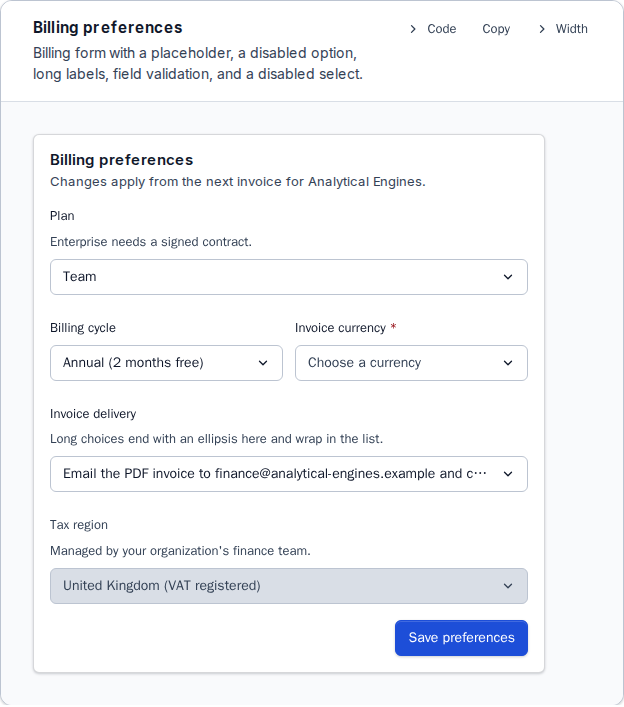 Billing preferences
Code Copy Width
Billing form with a placeholder, a disabled option,
long labels, field validation, and a disabled select.
Billing preferences
Changes apply from the next invoice for Analytical Engines.
Plan
Enterprise needs a signed contract.
Team
Billing cycle
Annual (2 months free)
Invoice currency *
Choose a currency
Invoice delivery
Long choices end with an ellipsis here and wrap in the list.
Email the PDF invoice to finance@analytical-engines.example and c…
Tax region
Managed by your organization's finance team.
United Kingdom (VAT registered)
Save preferences